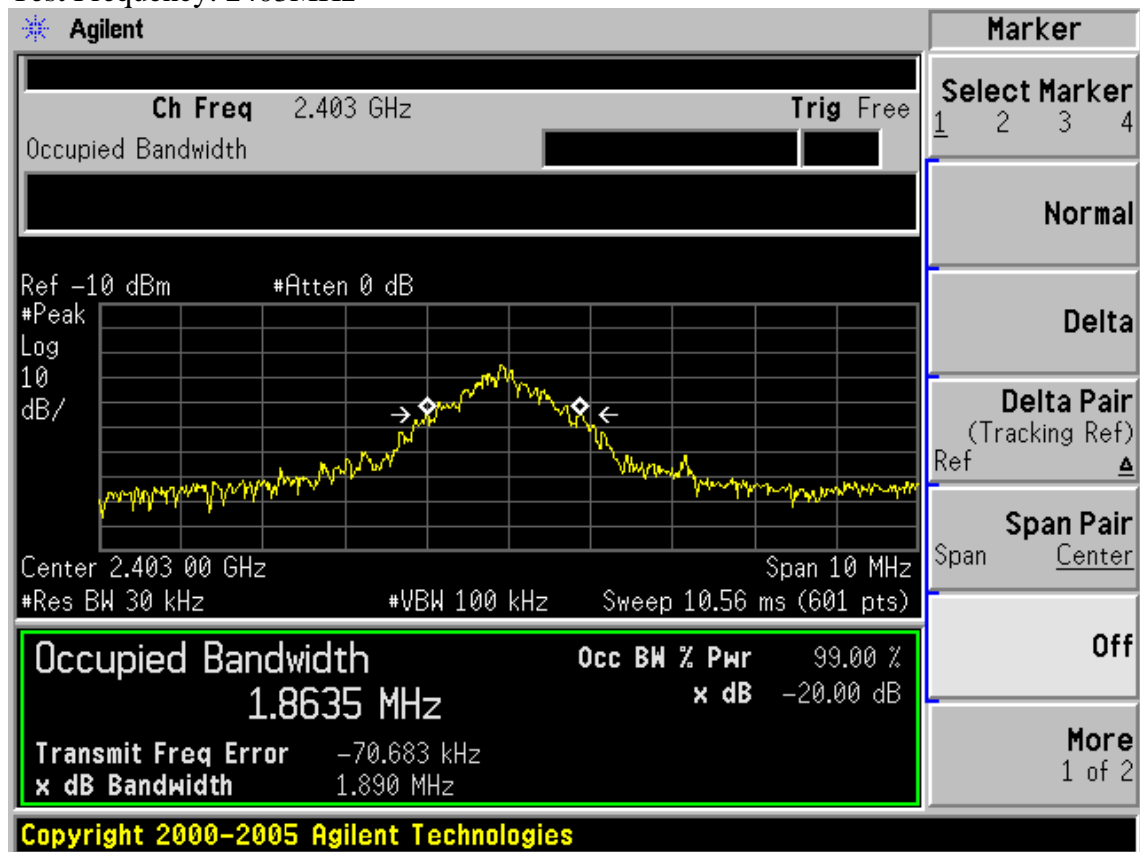 Agilent
Marker
Select Marker
1 2 3 4
Normal
Delta
Delta Pair
(Tracking Ref)
Ref Δ
Span Pair
Span Center
Off
More
1 of 2
Ch Freq 2.403 GHz Trig Free
Occupied Bandwidth
Ref -10 dBm #Atten 0 dB
#Peak
Log
10
dB/
Center 2.403 00 GHz Span 10 MHz
#Res BW 30 kHz #VBW 100 kHz Sweep 10.56 ms (601 pts)
Occupied Bandwidth
1.8635 MHz
Occ BW % Pwr 99.00 %
x dB -20.00 dB
Transmit Freq Error -70.683 kHz
x dB Bandwidth 1.890 MHz
Copyright 2000-2005 Agilent Technologies